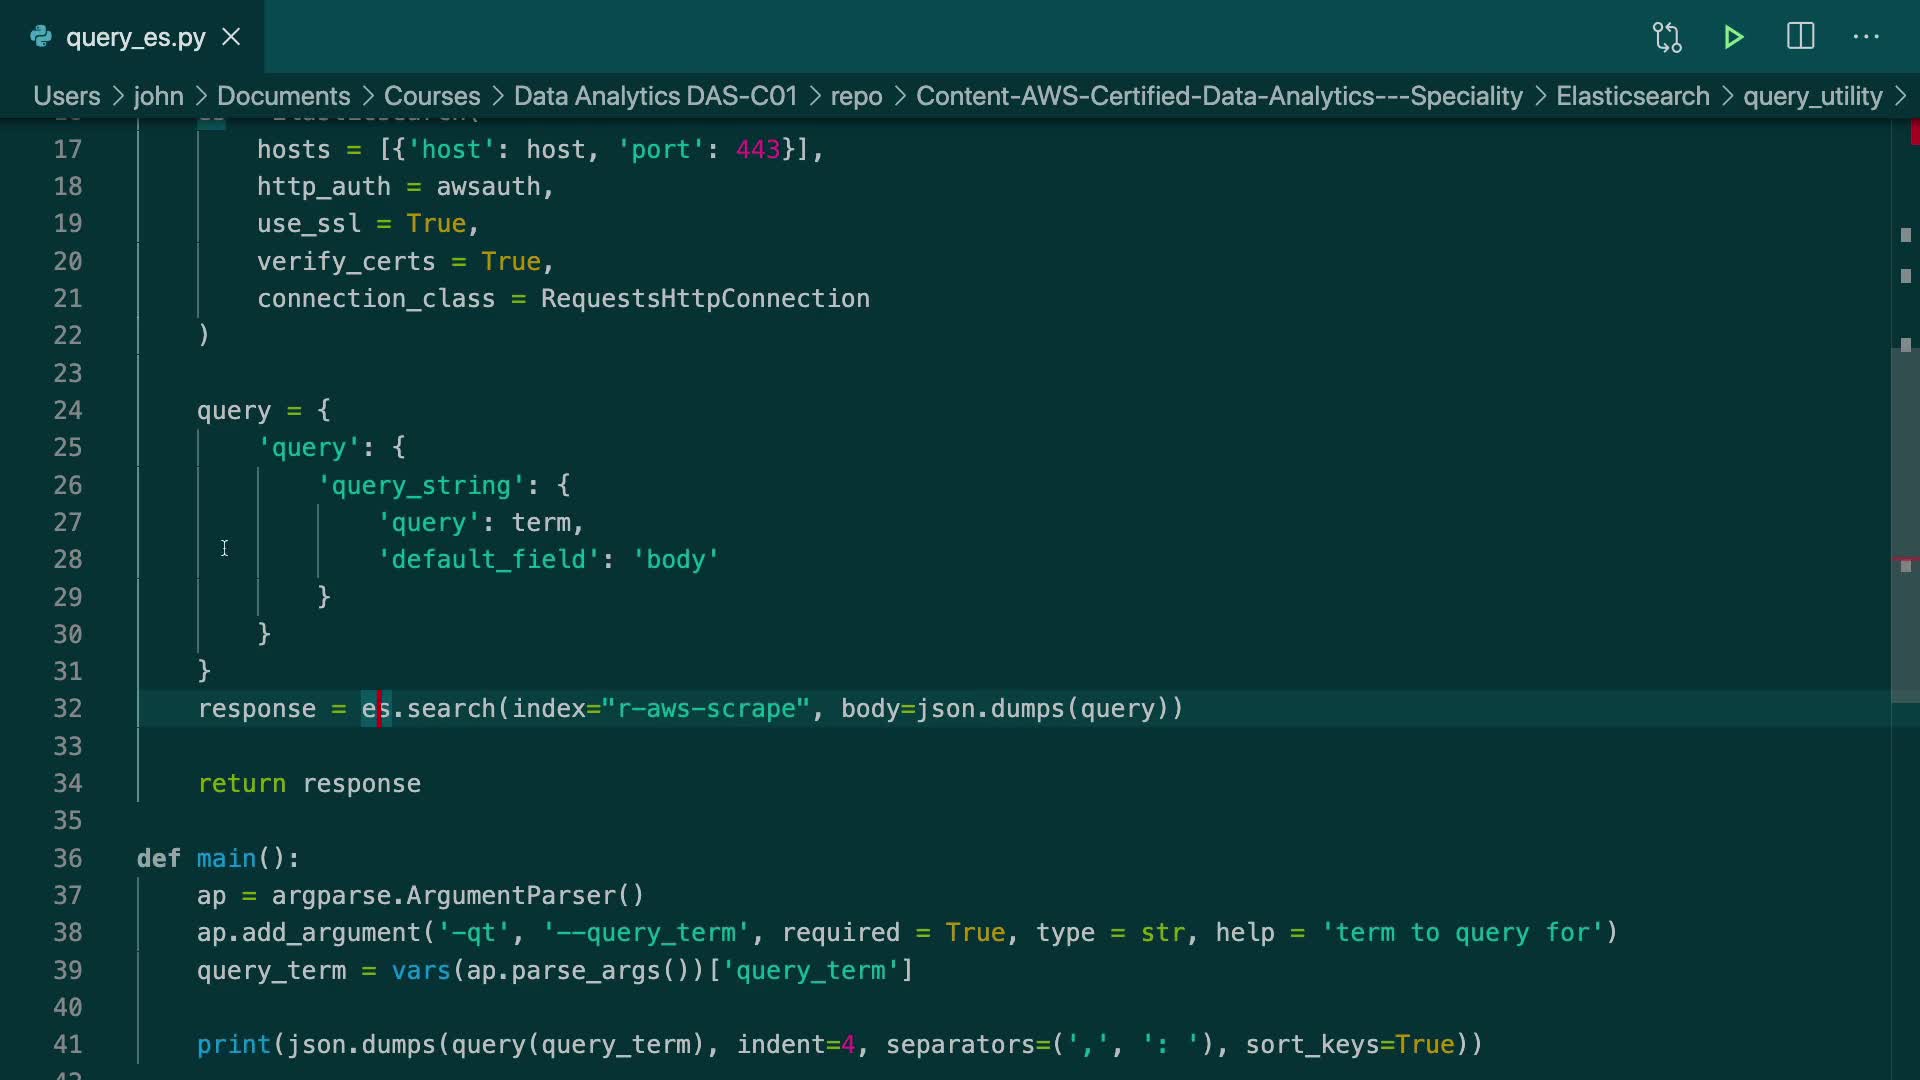 query_es.py
Users > john > Documents > Courses > Data Analytics DAS-C01 > repo > Content-AWS-Certified-Data-Analytics---Speciality > Elasticsearch > query_utility >
17 hosts = [{'host': host, 'port': 443}],
18 http_auth = awsauth,
19 use_ssl = True,
20 verify_certs = True,
21 connection_class = RequestsHttpConnection
22 )
23
24 query = {
25 'query': {
26 'query_string': {
27 'query': term,
28 'default_field': 'body'
29 }
30 }
31 }
32 response = es.search(index="r-aws-scrape", body=json.dumps(query))
33
34 return response
35
36 def main():
37 ap = argparse.ArgumentParser()
38 ap.add_argument('-qt', '--query_term', required = True, type = str, help = 'term to query for')
39 query_term = vars(ap.parse_args())['query_term']
40
41 print(json.dumps(query(query_term), indent=4, separators=(',', ': '), sort_keys=True))